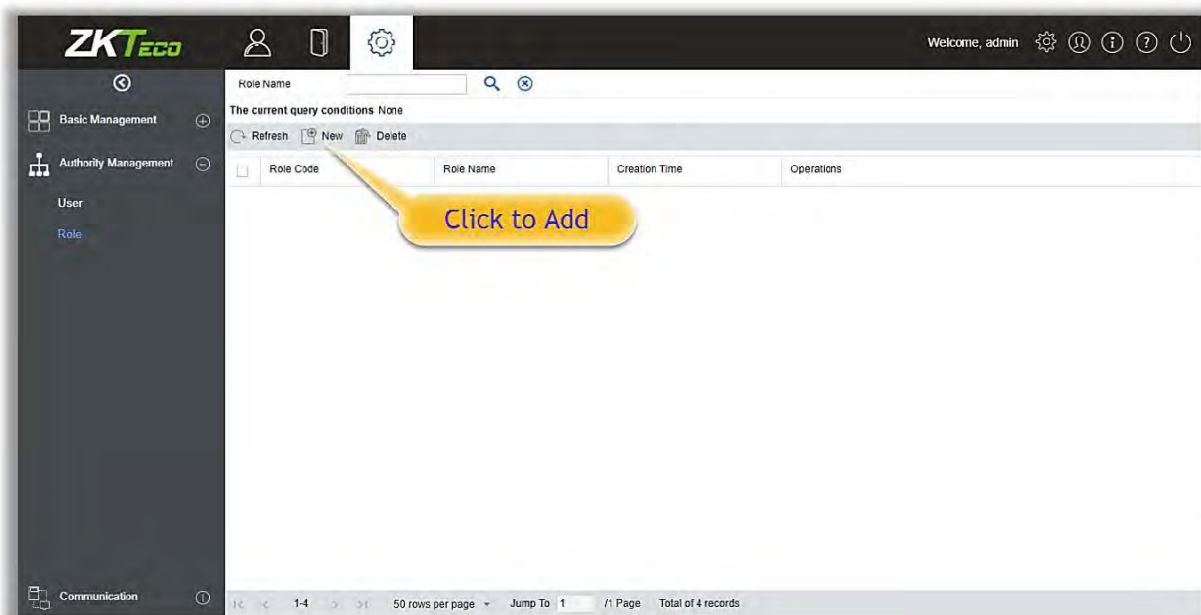 ZKTeco
Welcome, admin
Role Name
The current query conditions None
Basic Management
Refresh New Delete
Authority Management
Role Code Role Name Creation Time Operations
User
Click to Add
Role
Communication
1-4 50 rows per page Jump To 1 /1 Page Total of 4 records